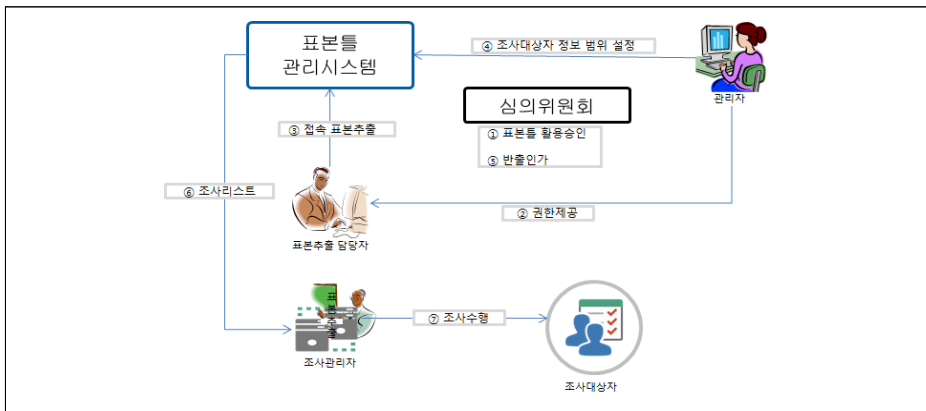 표본틀
관리시스템
④ 조사대상자 정보 범위 설정
관리자
심의위원회
① 표본틀 활용승인
⑤ 반출인가
③ 접속 표본추출
⑥ 조사리스트
② 권한제공
표본추출 담당자
⑦ 조사수행
조사관리자
조사대상자